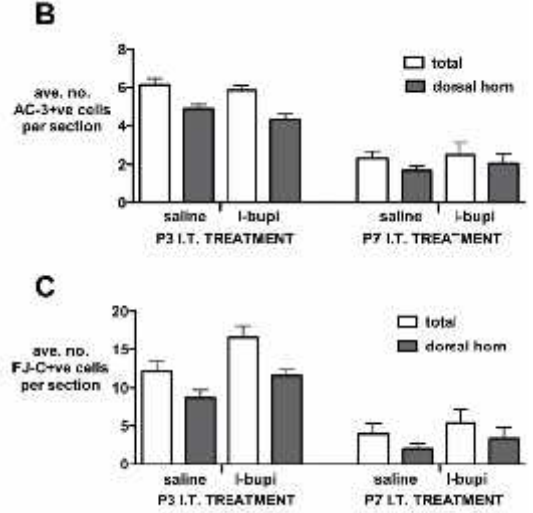 B
8
6
4
2
0
ave. no.
AC-3+ve cells
per section
total
dorsal horn
saline l-bupi saline l-bupi
P3 I.T. TREATMENT P7 I.T. TREATMENT
C
20
15
10
5
0
ave. no.
FJ-C+ve cells
per section
total
dorsal horn
saline l-bupi saline l-bupi
P3 I.T. TREATMENT P7 I.T. TREATMENT